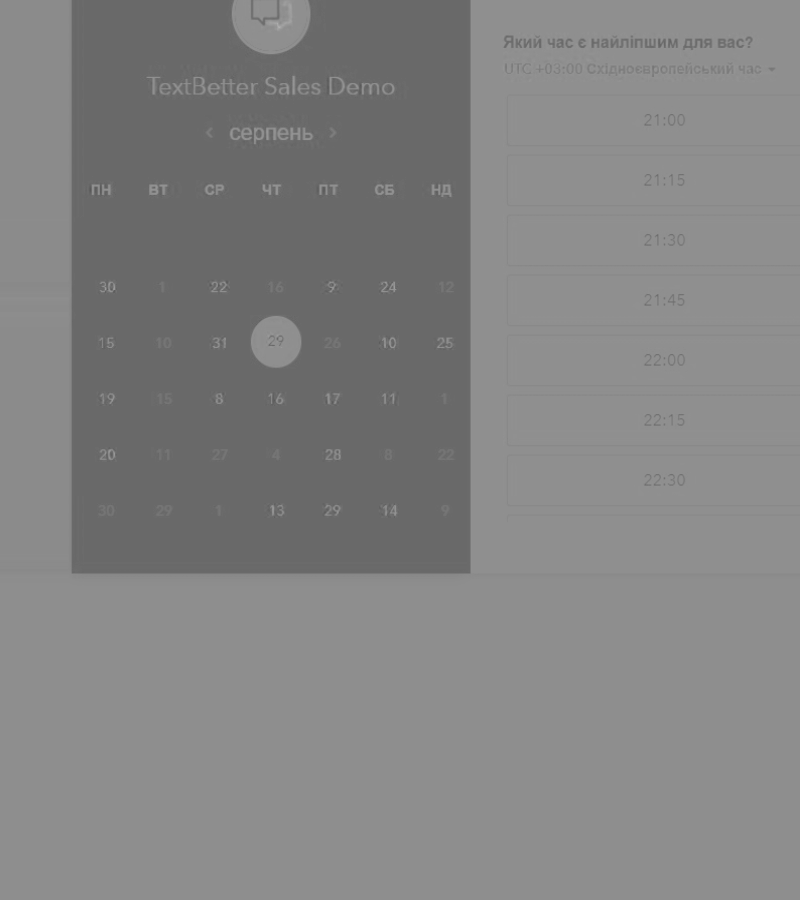 TextBetter Sales Demo
серпень
ПН ВТ СР ЧТ ПТ СБ НД
30 1 22 16 9 24 12
15 10 31 29 26 10 25
19 15 8 16 17 11 1
20 11 27 4 28 8 22
30 29 1 13 29 14 9
Який час є найліпшим для вас?
UTC +03:00 Східноєвропейський час
21:00
21:15
21:30
21:45
22:00
22:15
22:30